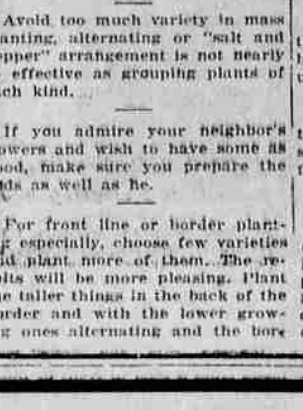 Avoid too much variety in mass
anting, alternating or "salt and
epper" arrangement is not nearly
effective as grouping plants of
ch kind.
If you admire your neighbor's
owers and wish to have some as
ood, make sure you prepare the
ds as well as he.
For front line or border plant-
g especially, choose few varieties
d plant more of them. The re-
lts will be more pleasing. Plant
e taller things in the back of the
order and with the lower grow-
g ones alternating and the bor-